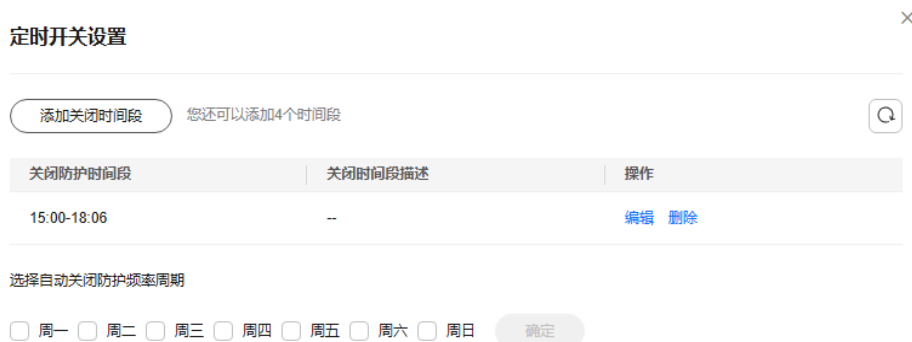 定时开关设置
添加关闭时间段 您还可以添加4个时间段
关闭防护时间段 关闭时间段描述 操作
15:00-18:06 -- 编辑 删除
选择自动关闭防护频率周期
周一 周二 周三 周四 周五 周六 周日 确定